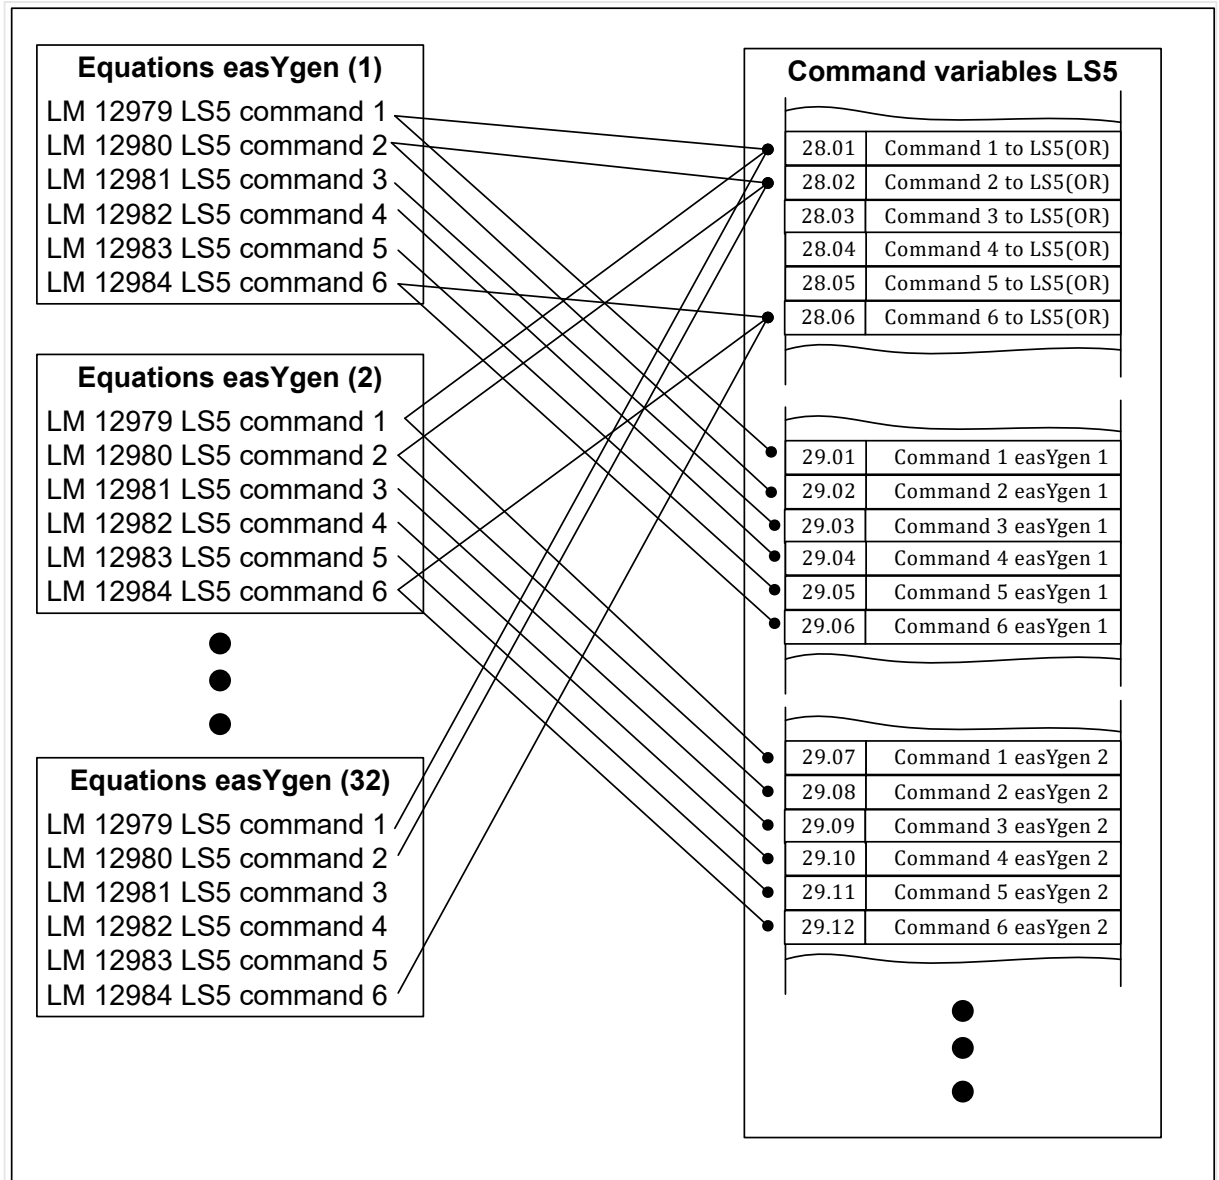 Equations easYgen (1)
LM 12979 LS5 command 1
LM 12980 LS5 command 2
LM 12981 LS5 command 3
LM 12982 LS5 command 4
LM 12983 LS5 command 5
LM 12984 LS5 command 6
Equations easYgen (2)
LM 12979 LS5 command 1
LM 12980 LS5 command 2
LM 12981 LS5 command 3
LM 12982 LS5 command 4
LM 12983 LS5 command 5
LM 12984 LS5 command 6
Equations easYgen (32)
LM 12979 LS5 command 1
LM 12980 LS5 command 2
LM 12981 LS5 command 3
LM 12982 LS5 command 4
LM 12983 LS5 command 5
LM 12984 LS5 command 6
Command variables LS5
28.01 Command 1 to LS5(OR)
28.02 Command 2 to LS5(OR)
28.03 Command 3 to LS5(OR)
28.04 Command 4 to LS5(OR)
28.05 Command 5 to LS5(OR)
28.06 Command 6 to LS5(OR)
29.01 Command 1 easYgen 1
29.02 Command 2 easYgen 1
29.03 Command 3 easYgen 1
29.04 Command 4 easYgen 1
29.05 Command 5 easYgen 1
29.06 Command 6 easYgen 1
29.07 Command 1 easYgen 2
29.08 Command 2 easYgen 2
29.09 Command 3 easYgen 2
29.10 Command 4 easYgen 2
29.11 Command 5 easYgen 2
29.12 Command 6 easYgen 2